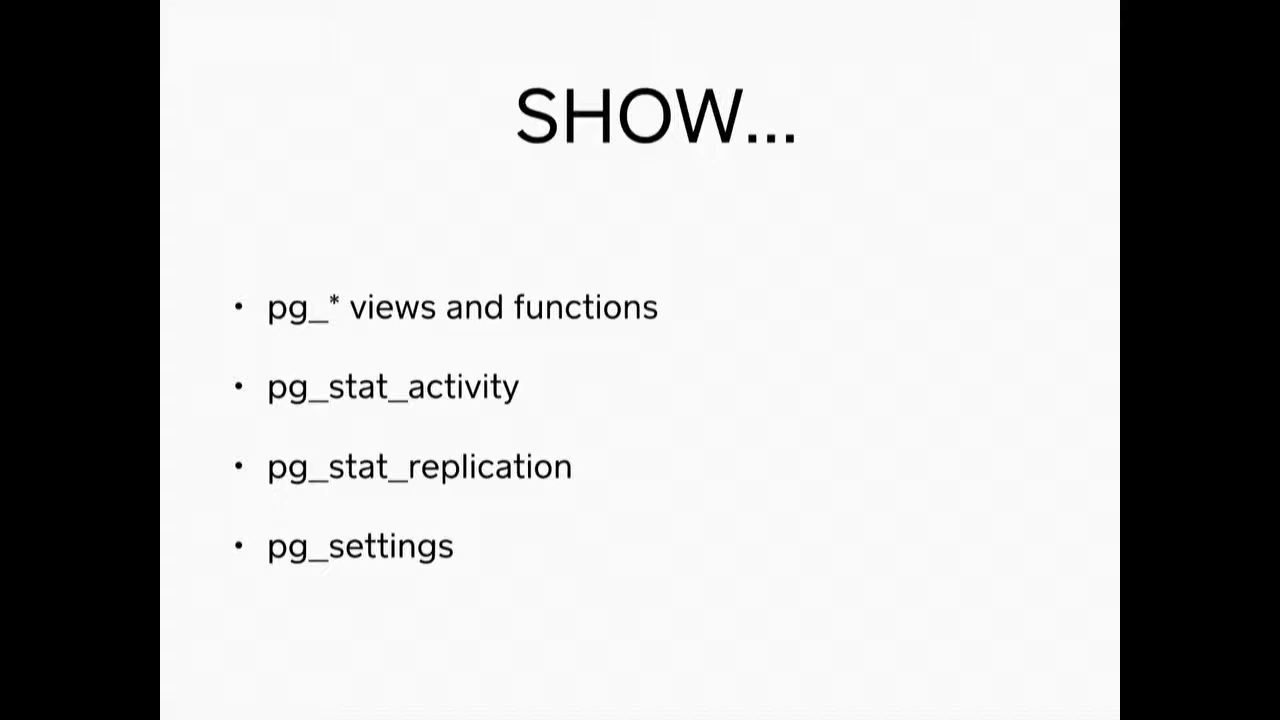 SHOW...
• pg_* views and functions
• pg_stat_activity
• pg_stat_replication
• pg_settings